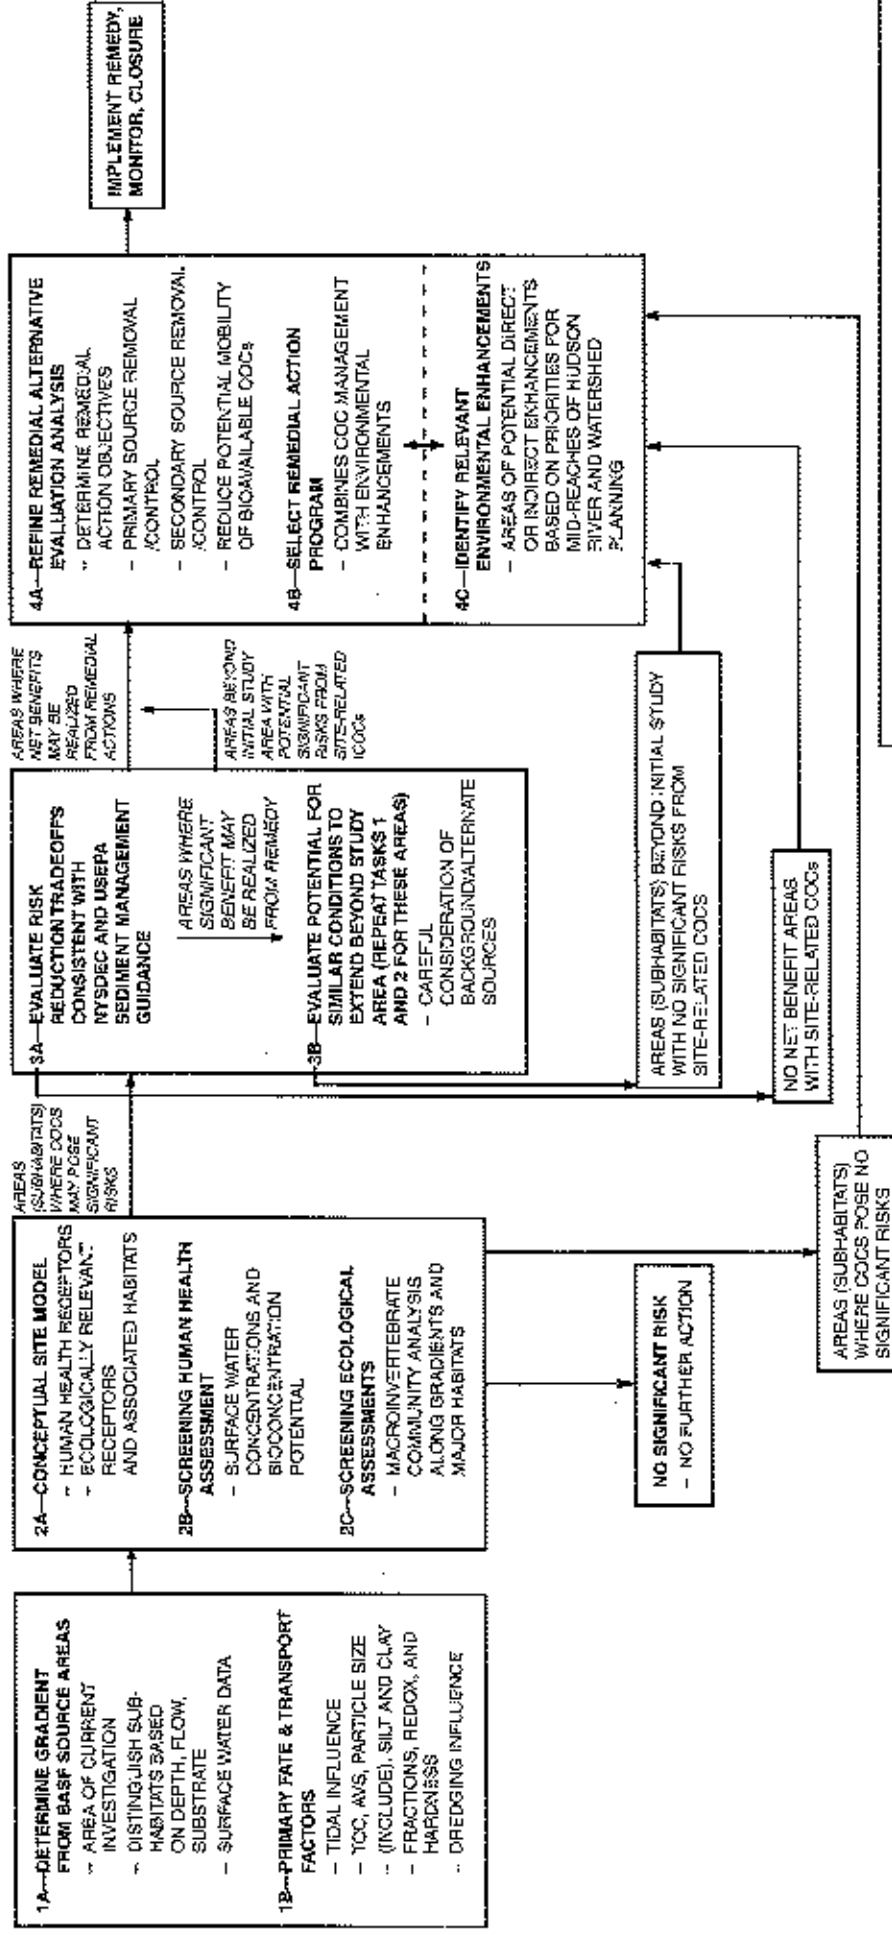 1A—DETERMINE GRADIENT
FROM BASF SOURCE AREAS
– AREA OF CURRENT
INVESTIGATION
– DISTINGUISH SUB-
HABITATS BASED
ON DEPTH, FLOW,
SUBSTRATE
– SURFACE WATER DATA
1B—PRIMARY FATE & TRANSPORT
FACTORS
– TIDAL INFLUENCE
– TOC, AVS, PARTICLE SIZE
– (INCLUDE), SILT AND CLAY
– FRACTIONS, REDOX, AND
HARDNESS
– DREDGING INFLUENCE
2A—CONCEPTUAL SITE MODEL
– HUMAN HEALTH RECEPTORS
– ECOLOGICALLY RELEVANT
RECEPTORS
AND ASSOCIATED HABITATS
2B—SCREENING HUMAN HEALTH
ASSESSMENT
– SURFACE WATER
CONCENTRATIONS AND
BIOCONCENTRATION
POTENTIAL
2C—SCREENING ECOLOGICAL
ASSESSMENTS
– MACROINVERTEBRATE
COMMUNITY ANALYSIS
ALONG GRADIENTS AND
MAJOR HABITATS
NO SIGNIFICANT RISK
– NO FURTHER ACTION
AREAS (SUBHABITATS)
WHERE COCS POSE NO
SIGNIFICANT RISKS
AREAS
(SUBHABITATS)
WHERE COCS
MAY POSE
SIGNIFICANT
RISKS
3A—EVALUATE RISK
REDUCTION TRADEOFFS
CONSISTENT WITH
NYSDEC AND USEPA
SEDIMENT MANAGEMENT
GUIDANCE
AREAS WHERE
SIGNIFICANT
BENEFIT MAY
BE REALIZED
FROM REMEDY
3B—EVALUATE POTENTIAL FOR
SIMILAR CONDITIONS TO
EXTEND BEYOND STUDY
AREA (REPEAT TASKS 1
AND 2 FOR THESE AREAS)
– CAREFUL
CONSIDERATION OF
BACKGROUND/ALTERNATE
SOURCES
AREAS (SUBHABITATS) BEYOND INITIAL STUDY
WITH NO SIGNIFICANT RISKS FROM
SITE-RELATED COCS
NO NET BENEFIT AREAS
WITH SITE-RELATED COCs
AREAS WHERE
NET BENEFITS
MAY BE
REALIZED
FROM REMEDIAL
ACTIONS
AREAS BEYOND
INITIAL STUDY
AREA WITH
POTENTIAL
SIGNIFICANT
RISKS FROM
SITE-RELATED
COCs
4A—REFINE REMEDIAL ALTERNATIVE
EVALUATION ANALYSIS
– DETERMINE REMEDIAL
ACTION OBJECTIVES
– PRIMARY SOURCE REMOVAL
/CONTROL
– SECONDARY SOURCE REMOVAL
/CONTROL
– REDUCE POTENTIAL MOBILITY
OF BIOAVAILABLE COCs
4B—SELECT REMEDIAL ACTION
PROGRAM
– COMBINES COC MANAGEMENT
WITH ENVIRONMENTAL
ENHANCEMENTS
4C—IDENTIFY RELEVANT
ENVIRONMENTAL ENHANCEMENTS
– AREAS OF POTENTIAL DIRECT
OR INDIRECT ENHANCEMENTS
BASED ON PRIORITIES FOR
MID-REACHES OF HUDSON
RIVER AND WATERSHED
PLANNING
IMPLEMENT REMEDY,
MONITOR, CLOSURE